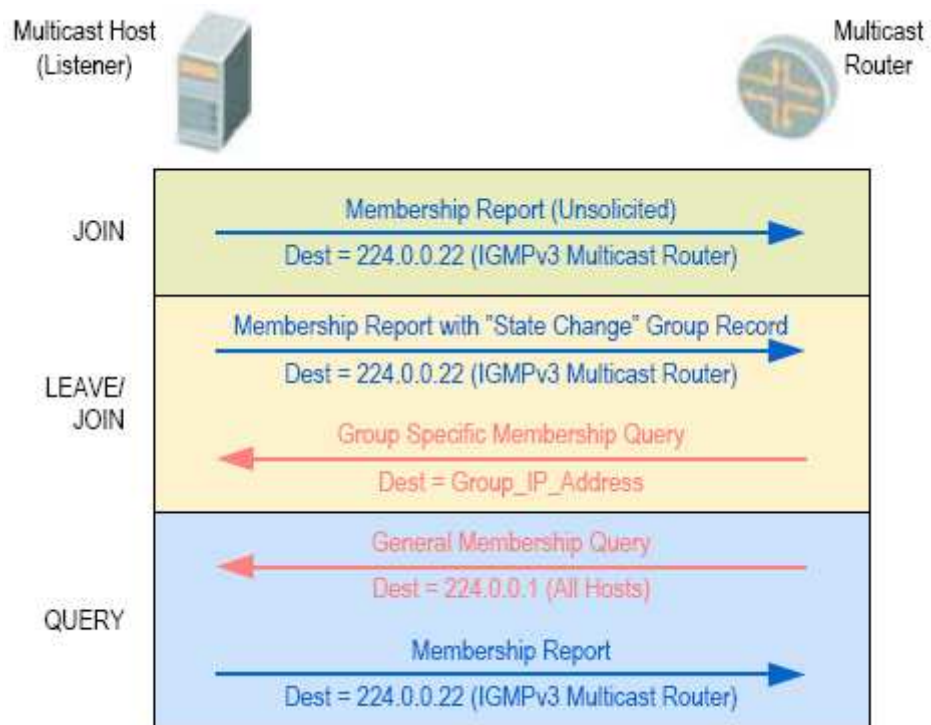 Multicast Host
(Listener)
Multicast
Router
JOIN
Membership Report (Unsolicited)
Dest = 224.0.0.22 (IGMPv3 Multicast Router)
LEAVE/
JOIN
Membership Report with "State Change" Group Record
Dest = 224.0.0.22 (IGMPv3 Multicast Router)
Group Specific Membership Query
Dest = Group_IP_Address
QUERY
General Membership Query
Dest = 224.0.0.1 (All Hosts)
Membership Report
Dest = 224.0.0.22 (IGMPv3 Multicast Router)